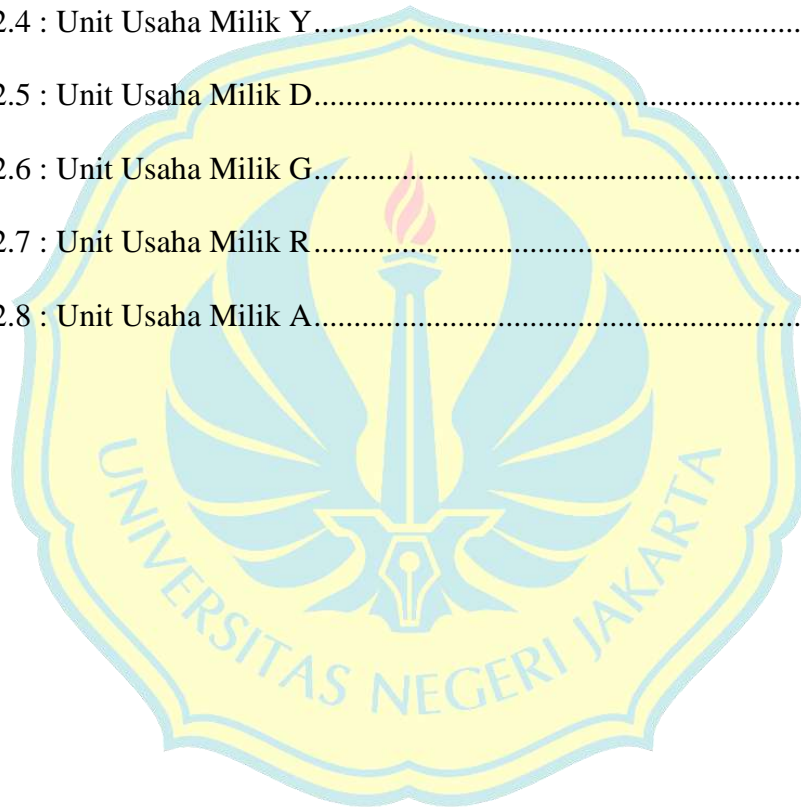 2.4 : Unit Usaha Milik Y................................................................
2.5 : Unit Usaha Milik D................................................................
2.6 : Unit Usaha Milik G................................................................
2.7 : Unit Usaha Milik R................................................................
2.8 : Unit Usaha Milik A................................................................
UNIVERSITAS NEGERI JAKARTA